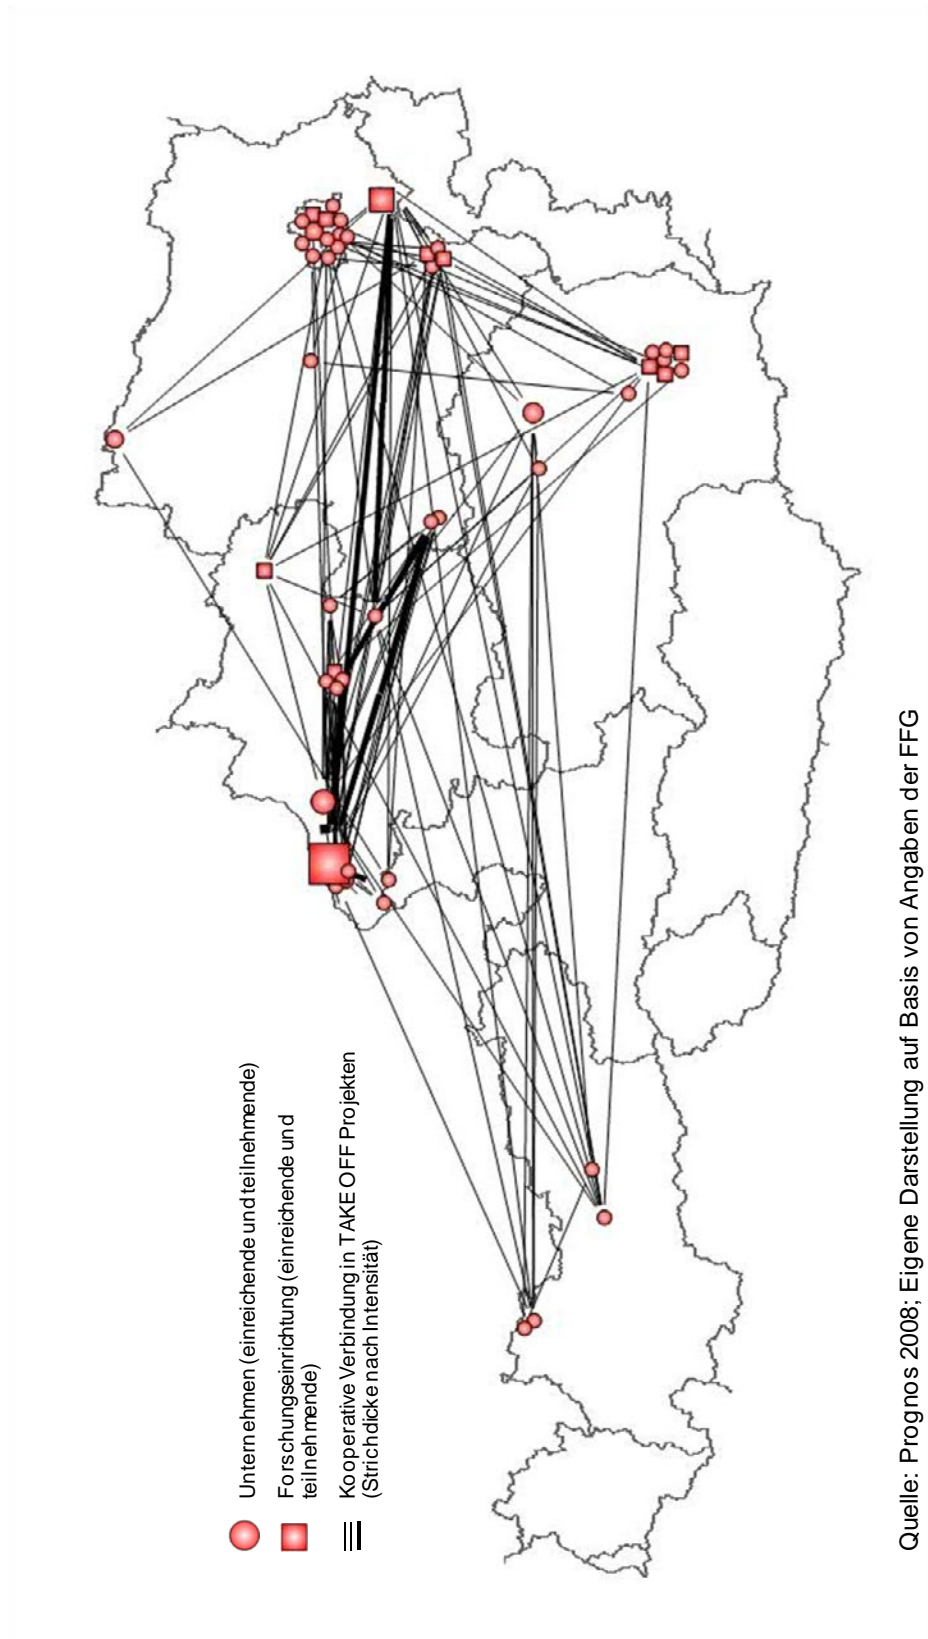 Unternehmen (einreichende und teilnehmende)
Forschungseinrichtung (einreichende und
teilnehmende)
Kooperative Verbindung in TAKE OFF Projekten
(Strichdicke nach Intensität)
Quelle: Prognos 2008; Eigene Darstellung auf Basis von Angaben der FFG